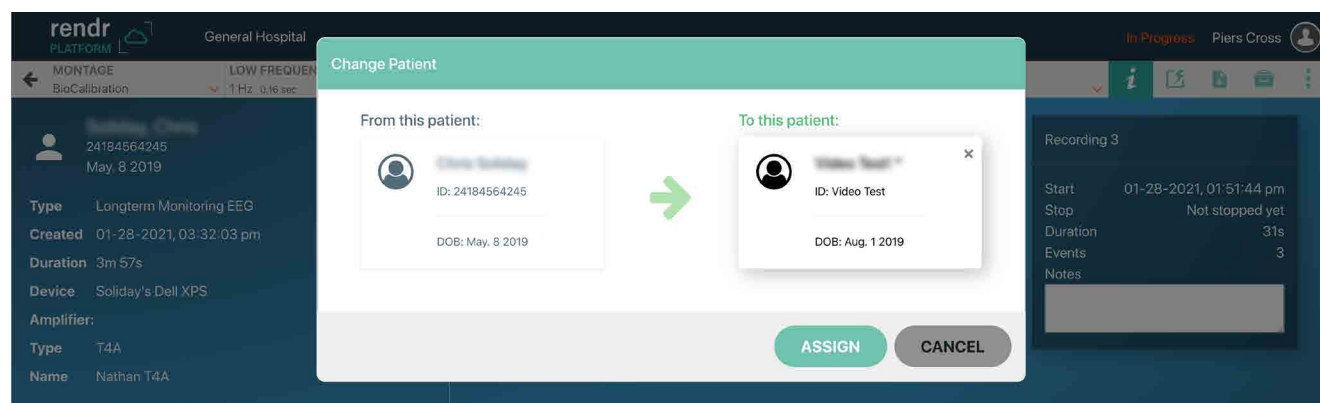 rendr
PLATFORM
General Hospital
In Progress
Piers Cross
MONTAGE
BioCalibration
LOW FREQUEN
1 Hz 0.16 sec
24184564245
May. 8 2019
Type Longterm Monitoring EEG
Created 01-28-2021, 03:32:03 pm
Duration 3m 57s
Device Soliday's Dell XPS
Amplifier:
Type T4A
Name Nathan T4A
Change Patient
From this patient:
ID: 24184564245
DOB: May. 8 2019
To this patient:
×
ID: Video Test
DOB: Aug. 1 2019
ASSIGN
CANCEL
Recording 3
Start 01-28-2021, 01:51:44 pm
Stop Not stopped yet
Duration 31s
Events 3
Notes